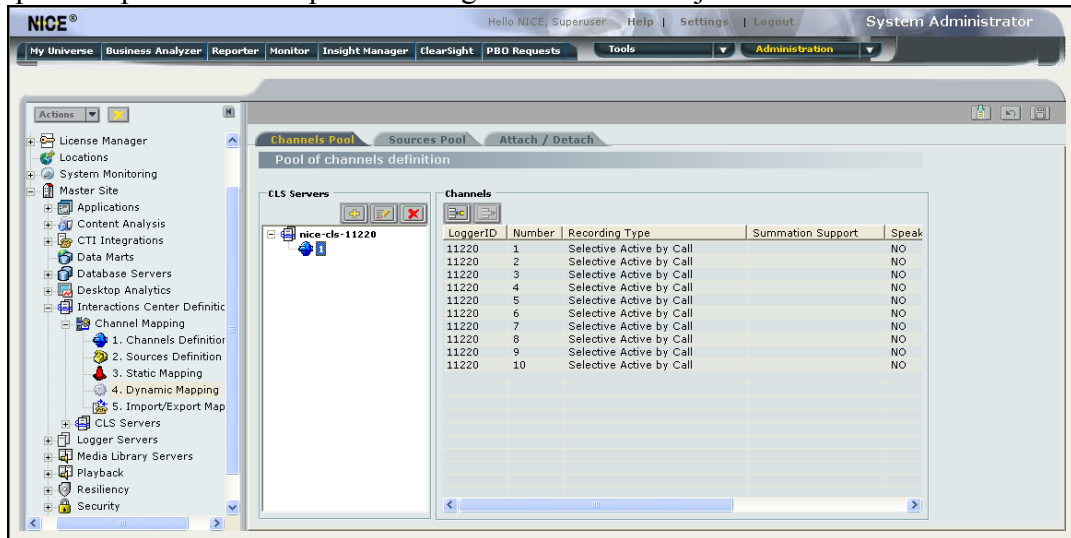 NICE®
Hello NICE, Superuser Help | Settings | Logout System Administrator
My Universe Business Analyzer Reporter Monitor Insight Manager ClearSight PBO Requests Tools Administration
Actions
License Manager
Locations
System Monitoring
Master Site
Applications
Content Analysis
CTI Integrations
Data Marts
Database Servers
Desktop Analytics
Interactions Center Definitic
Channel Mapping
1. Channels Definitior
2. Sources Definition
3. Static Mapping
4. Dynamic Mapping
5. Import/Export Map
CLS Servers
Logger Servers
Media Library Servers
Playback
Resiliency
Security
Channels Pool Sources Pool Attach / Detach
Pool of channels definition
CLS Servers
nice-cls-11220
1
Channels
LoggerID Number Recording Type Summation Support Speak
11220 1 Selective Active by Call NO
11220 2 Selective Active by Call NO
11220 3 Selective Active by Call NO
11220 4 Selective Active by Call NO
11220 5 Selective Active by Call NO
11220 6 Selective Active by Call NO
11220 7 Selective Active by Call NO
11220 8 Selective Active by Call NO
11220 9 Selective Active by Call NO
11220 10 Selective Active by Call NO